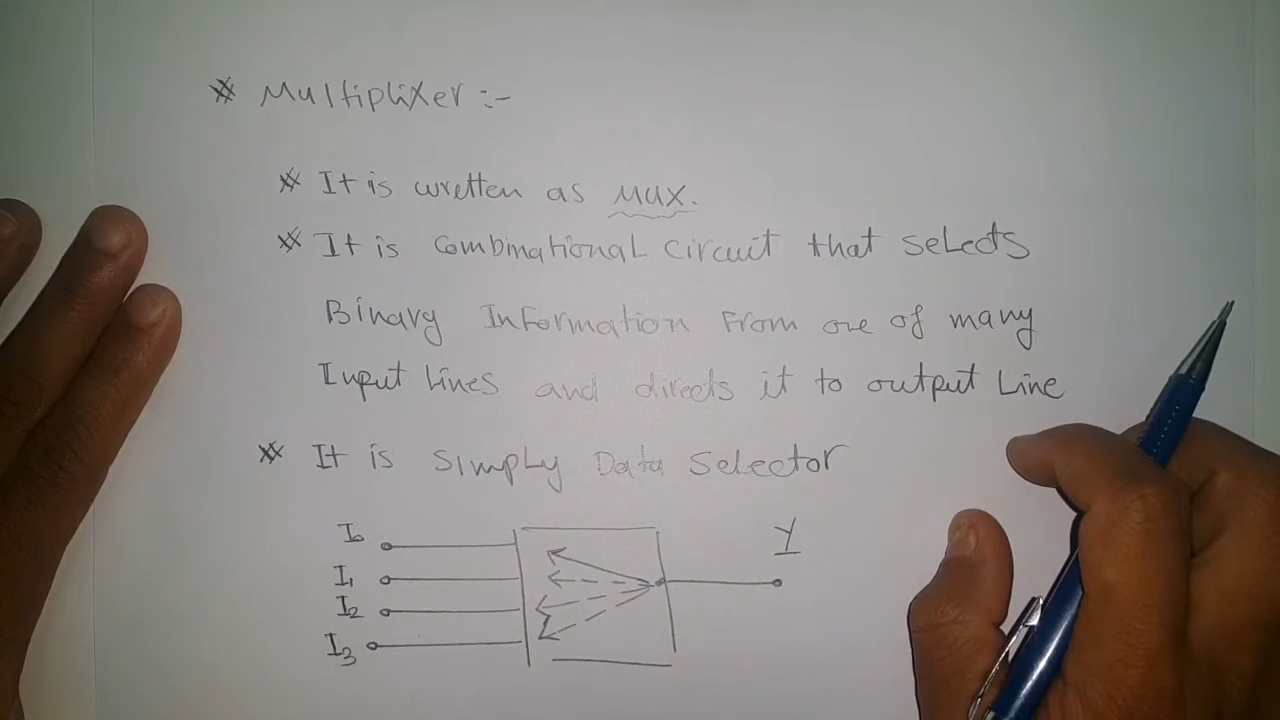 * Multiplixer :-
* It is wretten as MUX.
* It is Combinational circuit that selects
Binary Information From one of many
Input lines and directs it to output Line
* It is simply Data Selector
I0
I1
I2
I3
Y